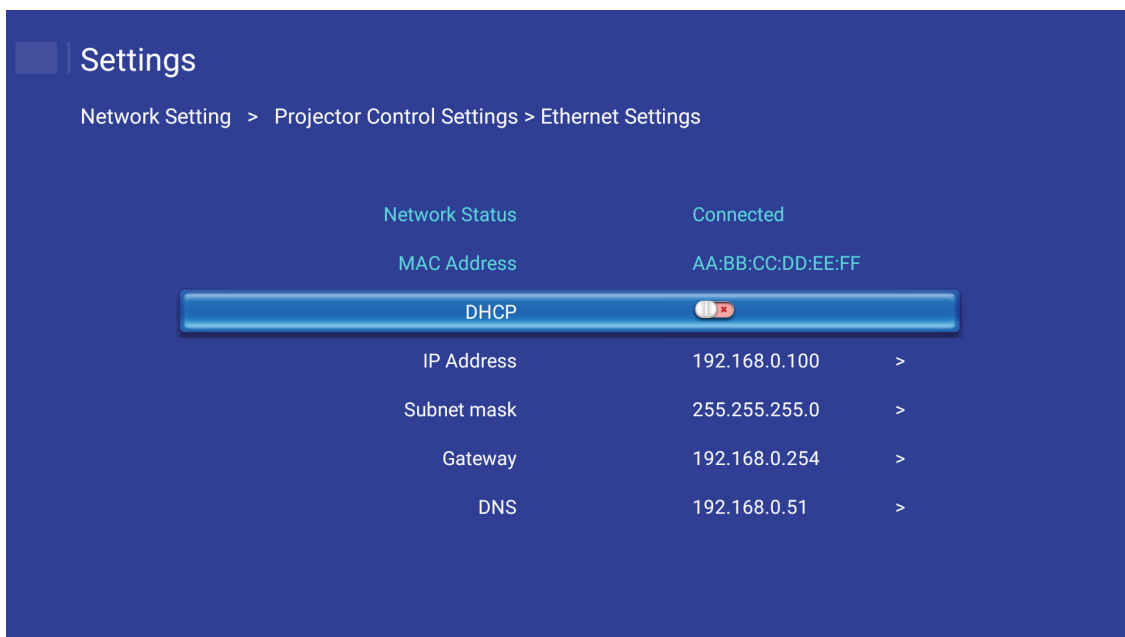 Settings
Network Setting > Projector Control Settings > Ethernet Settings
Network Status Connected
MAC Address AA:BB:CC:DD:EE:FF
DHCP
IP Address 192.168.0.100 >
Subnet mask 255.255.255.0 >
Gateway 192.168.0.254 >
DNS 192.168.0.51 >